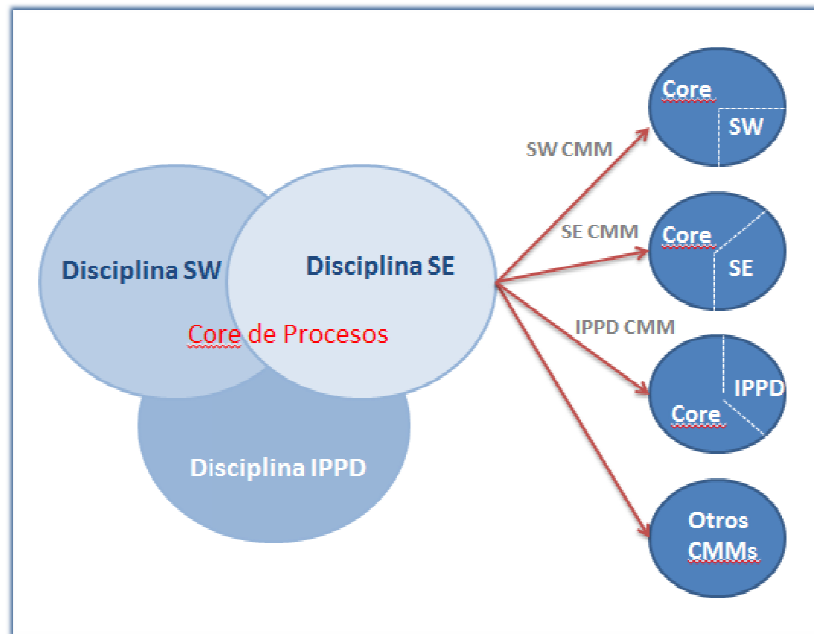 Disciplina SW
Disciplina SE
Core de Procesos
Disciplina IPPD
SW CMM
SE CMM
IPPD CMM
Core
SW
Core
SE
IPPD
Core
Otros
CMMs